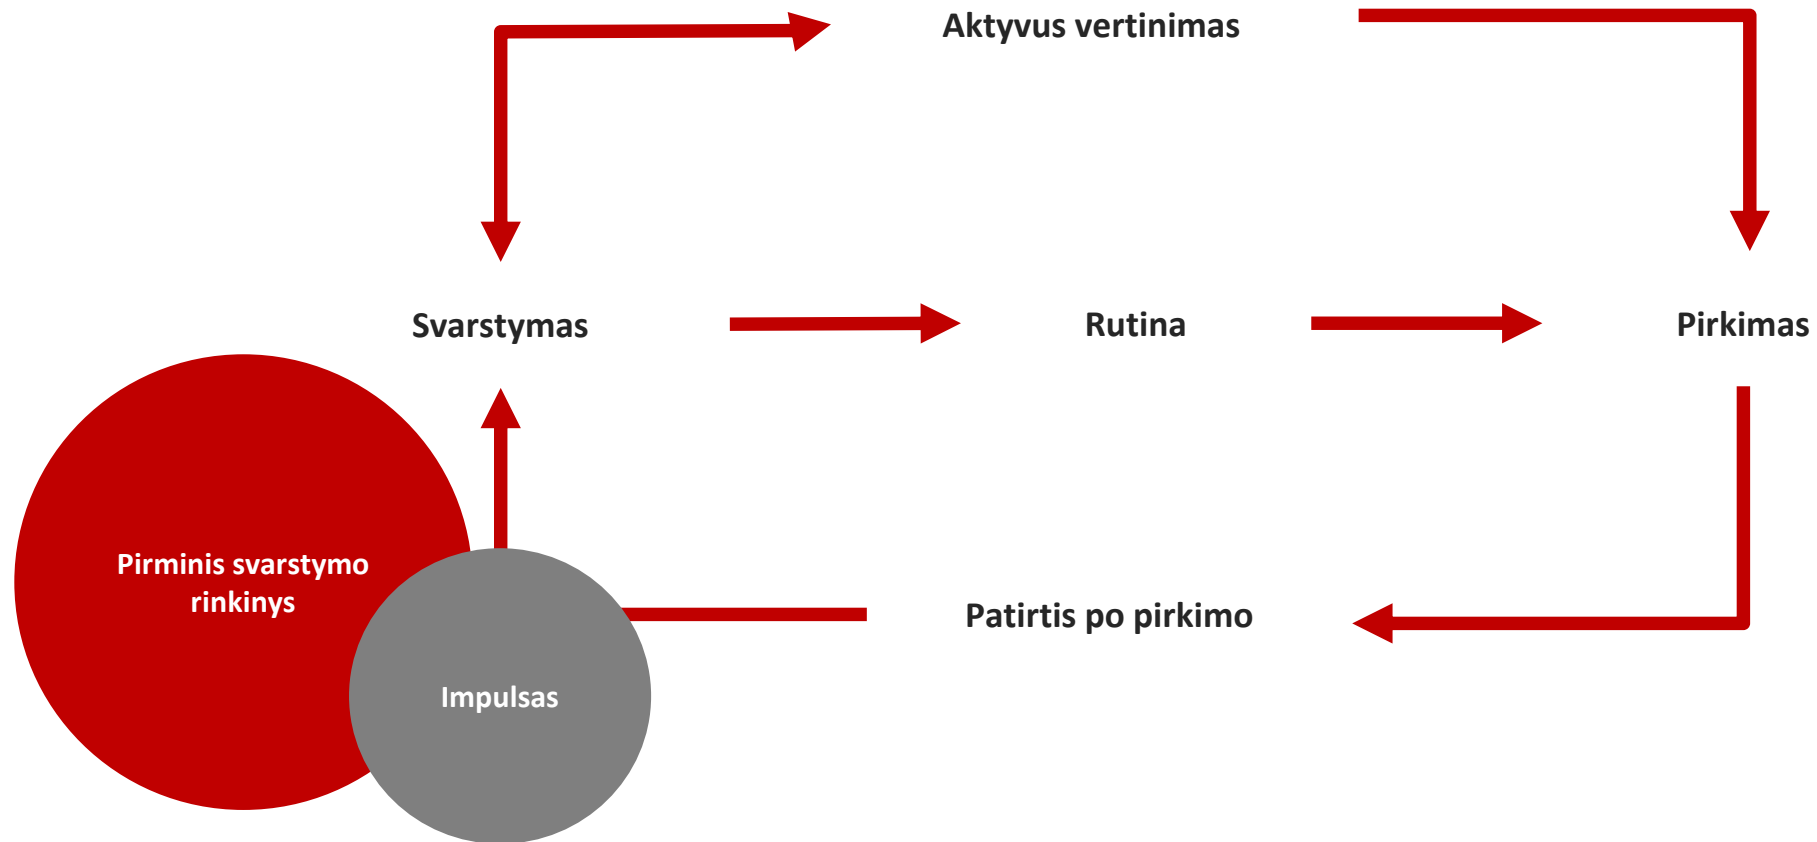 Aktyvus vertinimas
Svarstymas
Rutina
Pirkimas
Pirminis svarstymo
rinkinys
Patirtis po pirkimo
Impulsas